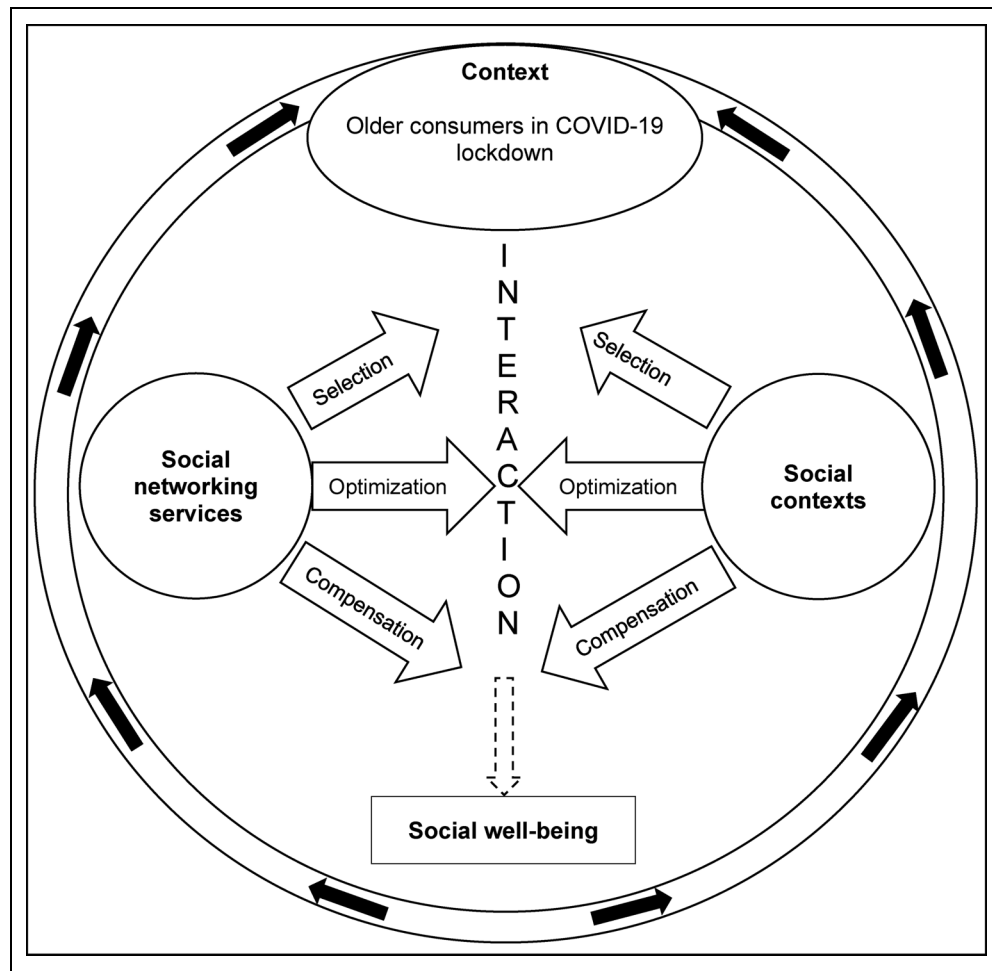 Context
Older consumers in COVID-19
lockdown
INTERACTION
Selection
Selection
Social
networking
services
Optimization
Optimization
Social
contexts
Compensation
Compensation
Social well-being